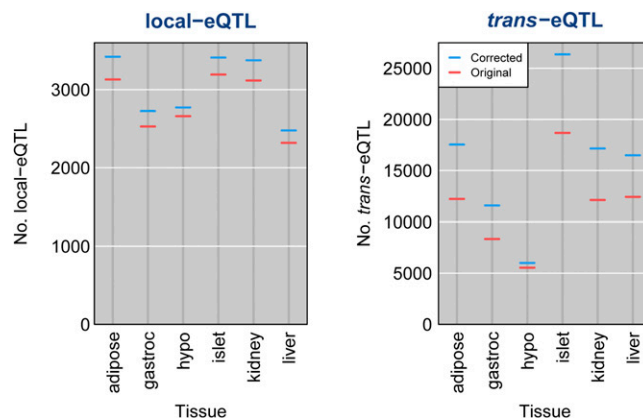 local−eQTL
No. local−eQTL
3000
2000
1000
0
adipose
gastroc
hypo
islet
kidney
liver
Tissue
trans−eQTL
Corrected
Original
No. trans−eQTL
25000
20000
15000
10000
5000
0
adipose
gastroc
hypo
islet
kidney
liver
Tissue